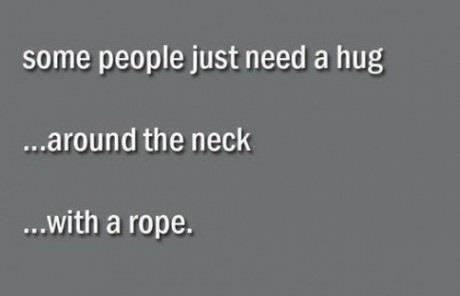 some people just need a hug
...around the neck
...with a rope.